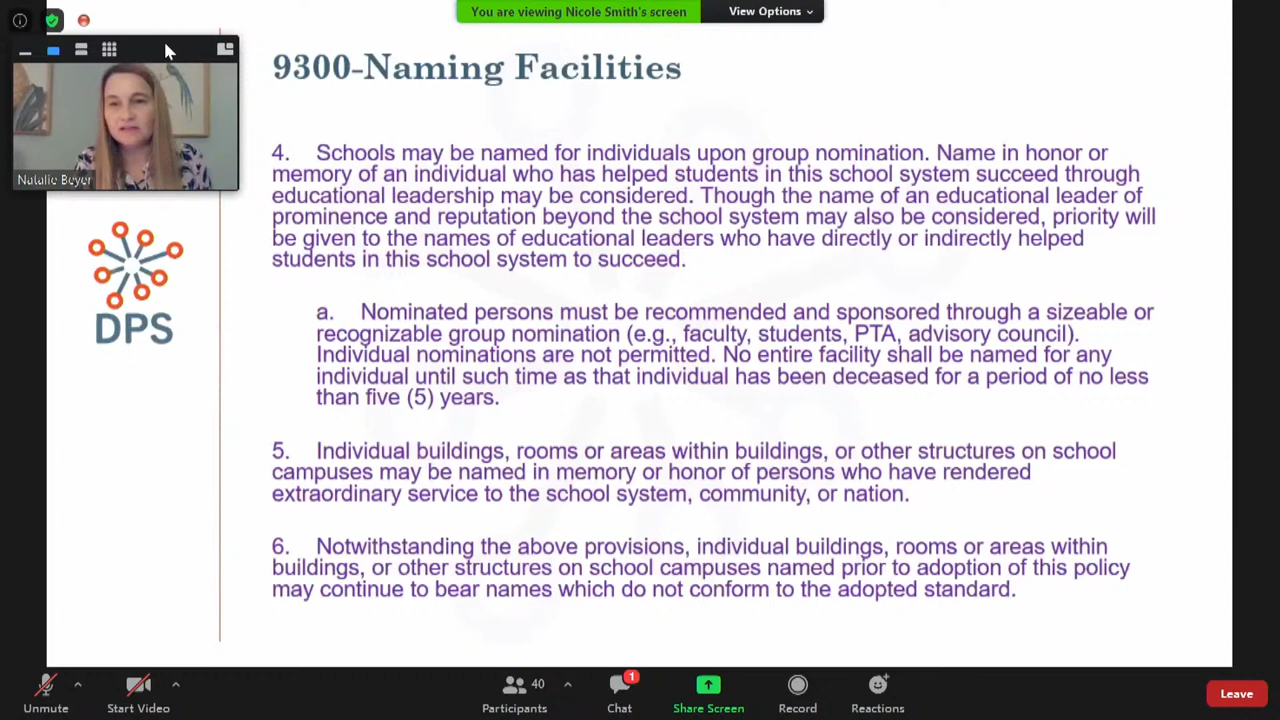 You are viewing Nicole Smith's screen
View Options
9300-Naming Facilities
Natalie Beyer
DPS
4. Schools may be named for individuals upon group nomination. Name in honor or
memory of an individual who has helped students in this school system succeed through
educational leadership may be considered. Though the name of an educational leader of
prominence and reputation beyond the school system may also be considered, priority will
be given to the names of educational leaders who have directly or indirectly helped
students in this school system to succeed.
a. Nominated persons must be recommended and sponsored through a sizeable or
recognizable group nomination (e.g., faculty, students, PTA, advisory council).
Individual nominations are not permitted. No entire facility shall be named for any
individual until such time as that individual has been deceased for a period of no less
than five (5) years.
5. Individual buildings, rooms or areas within buildings, or other structures on school
campuses may be named in memory or honor of persons who have rendered
extraordinary service to the school system, community, or nation.
6. Notwithstanding the above provisions, individual buildings, rooms or areas within
buildings, or other structures on school campuses named prior to adoption of this policy
may continue to bear names which do not conform to the adopted standard.
Unmute
Start Video
40
Participants
1
Chat
Share Screen
Record
Reactions
Leave